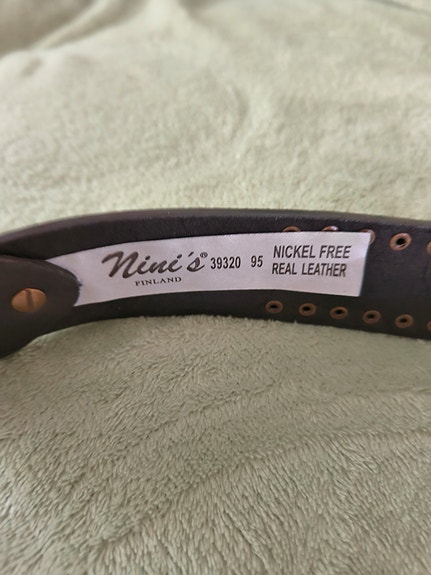 Nini's® 39320 95 NICKEL FREE
FINLAND REAL LEATHER